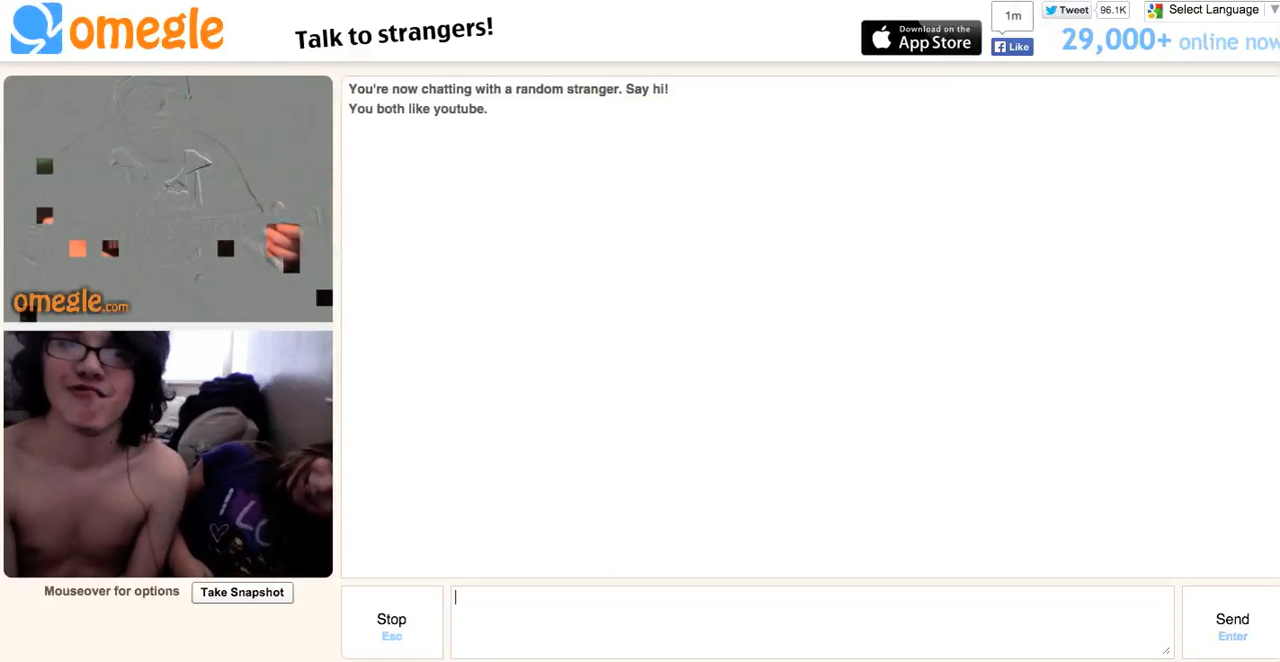 omegle
Talk to strangers!
Download on the
App Store
1m
Like
Tweet
96.1K
Select Language
29,000+ online now
You're now chatting with a random stranger. Say hi!
You both like youtube.
omegle.com
I LO
Mouseover for options
Take Snapshot
Stop
Esc
Send
Enter